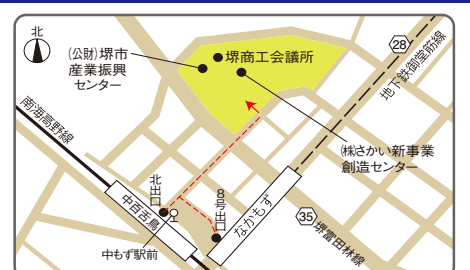 北
(公財)堺市
産業振興
センター
堺商工会議所
28
地下鉄御堂筋線
南海高野線
(株)さかい新事業
創造センター
北出口
8号出口
中百舌鳥
なかもず
中もず駅前
35
堺富田林線